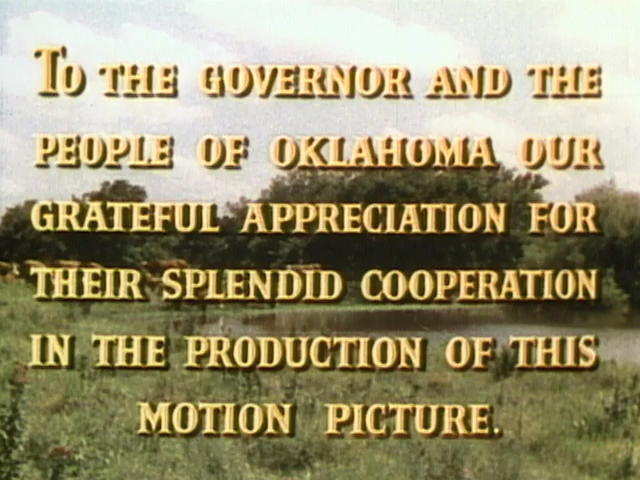 To THE GOVERNOR AND THE
PEOPLE OF OKLAHOMA OUR
GRATEFUL APPRECIATION FOR
THEIR SPLENDID COOPERATION
IN THE PRODUCTION OF THIS
MOTION PICTURE.